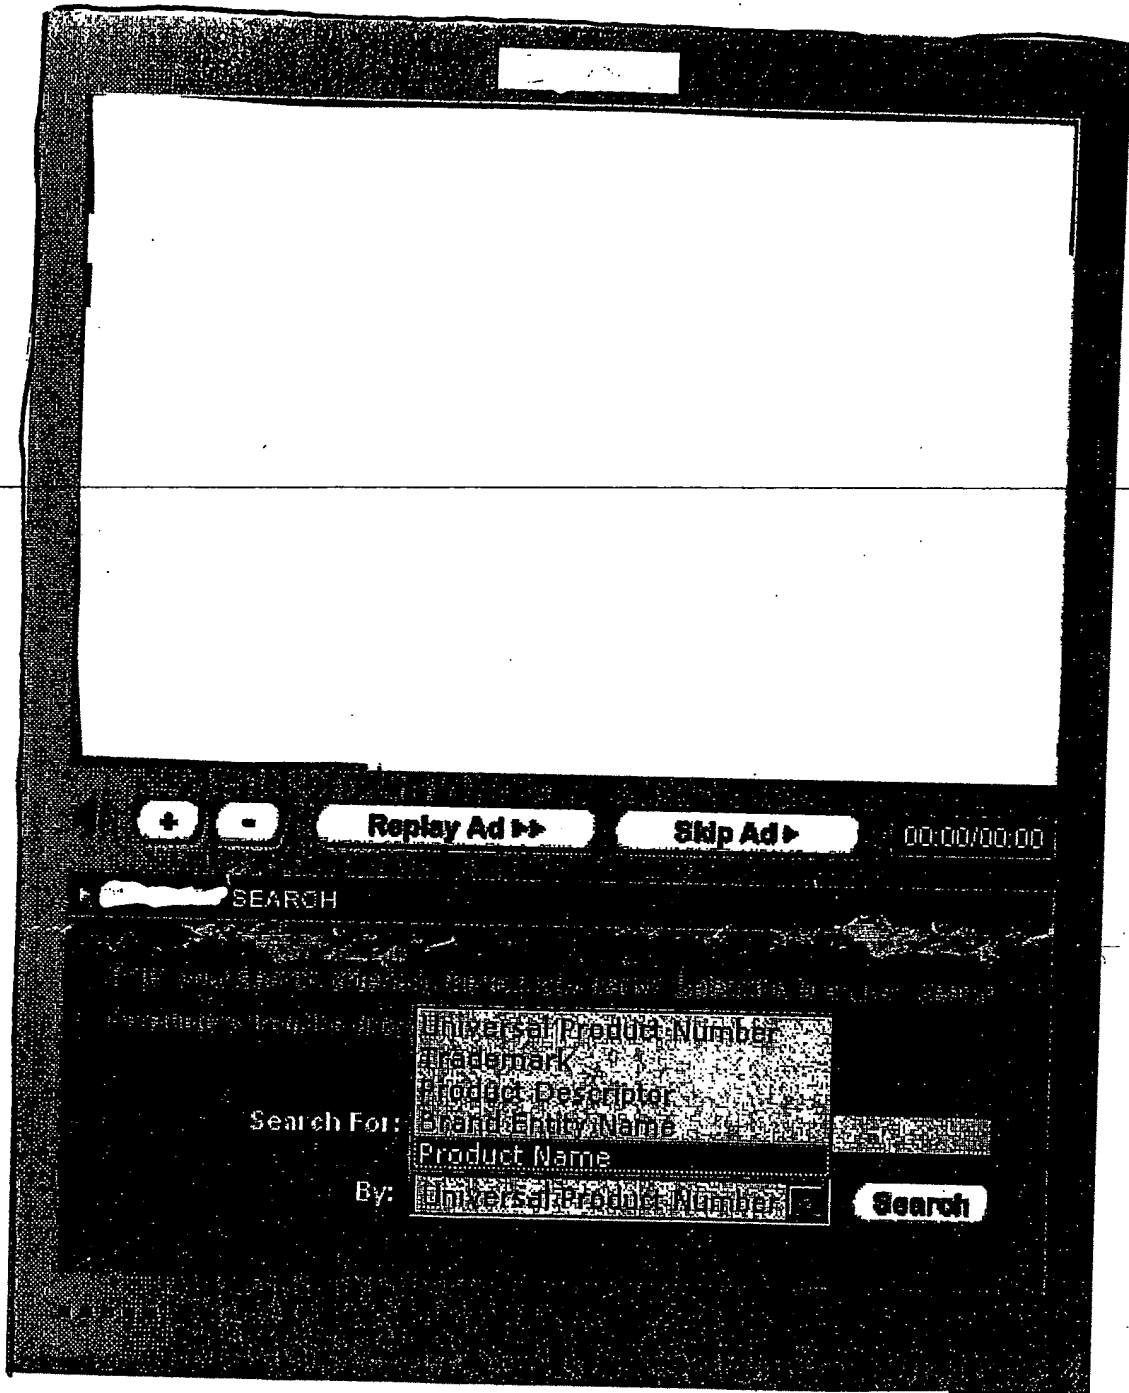 + - Replay Ad Skip Ad 00:00/00:00
SEARCH
Universal Product Number
Trademark
Product Descriptor
Search For: Brand Entity Name
Product Name
By: Universal Product Number Search